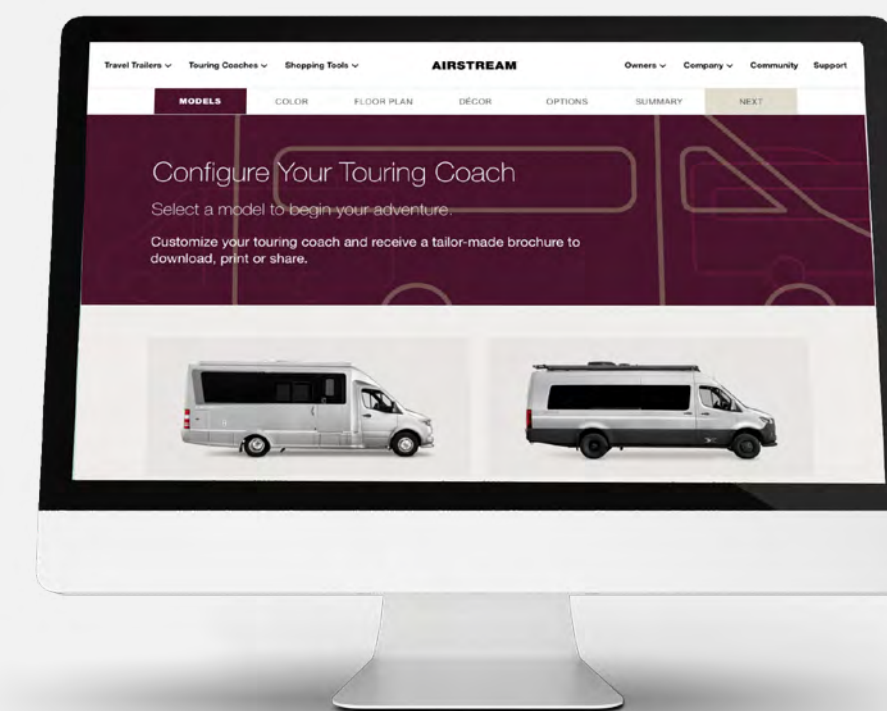 Travel Trailers Touring Coaches Shopping Tools AIRSTREAM Owners Company Community Support
MODELS COLOR FLOOR PLAN DÉCOR OPTIONS SUMMARY NEXT
Configure Your Touring Coach
Select a model to begin your adventure.
Customize your touring coach and receive a tailor-made brochure to
download, print or share.